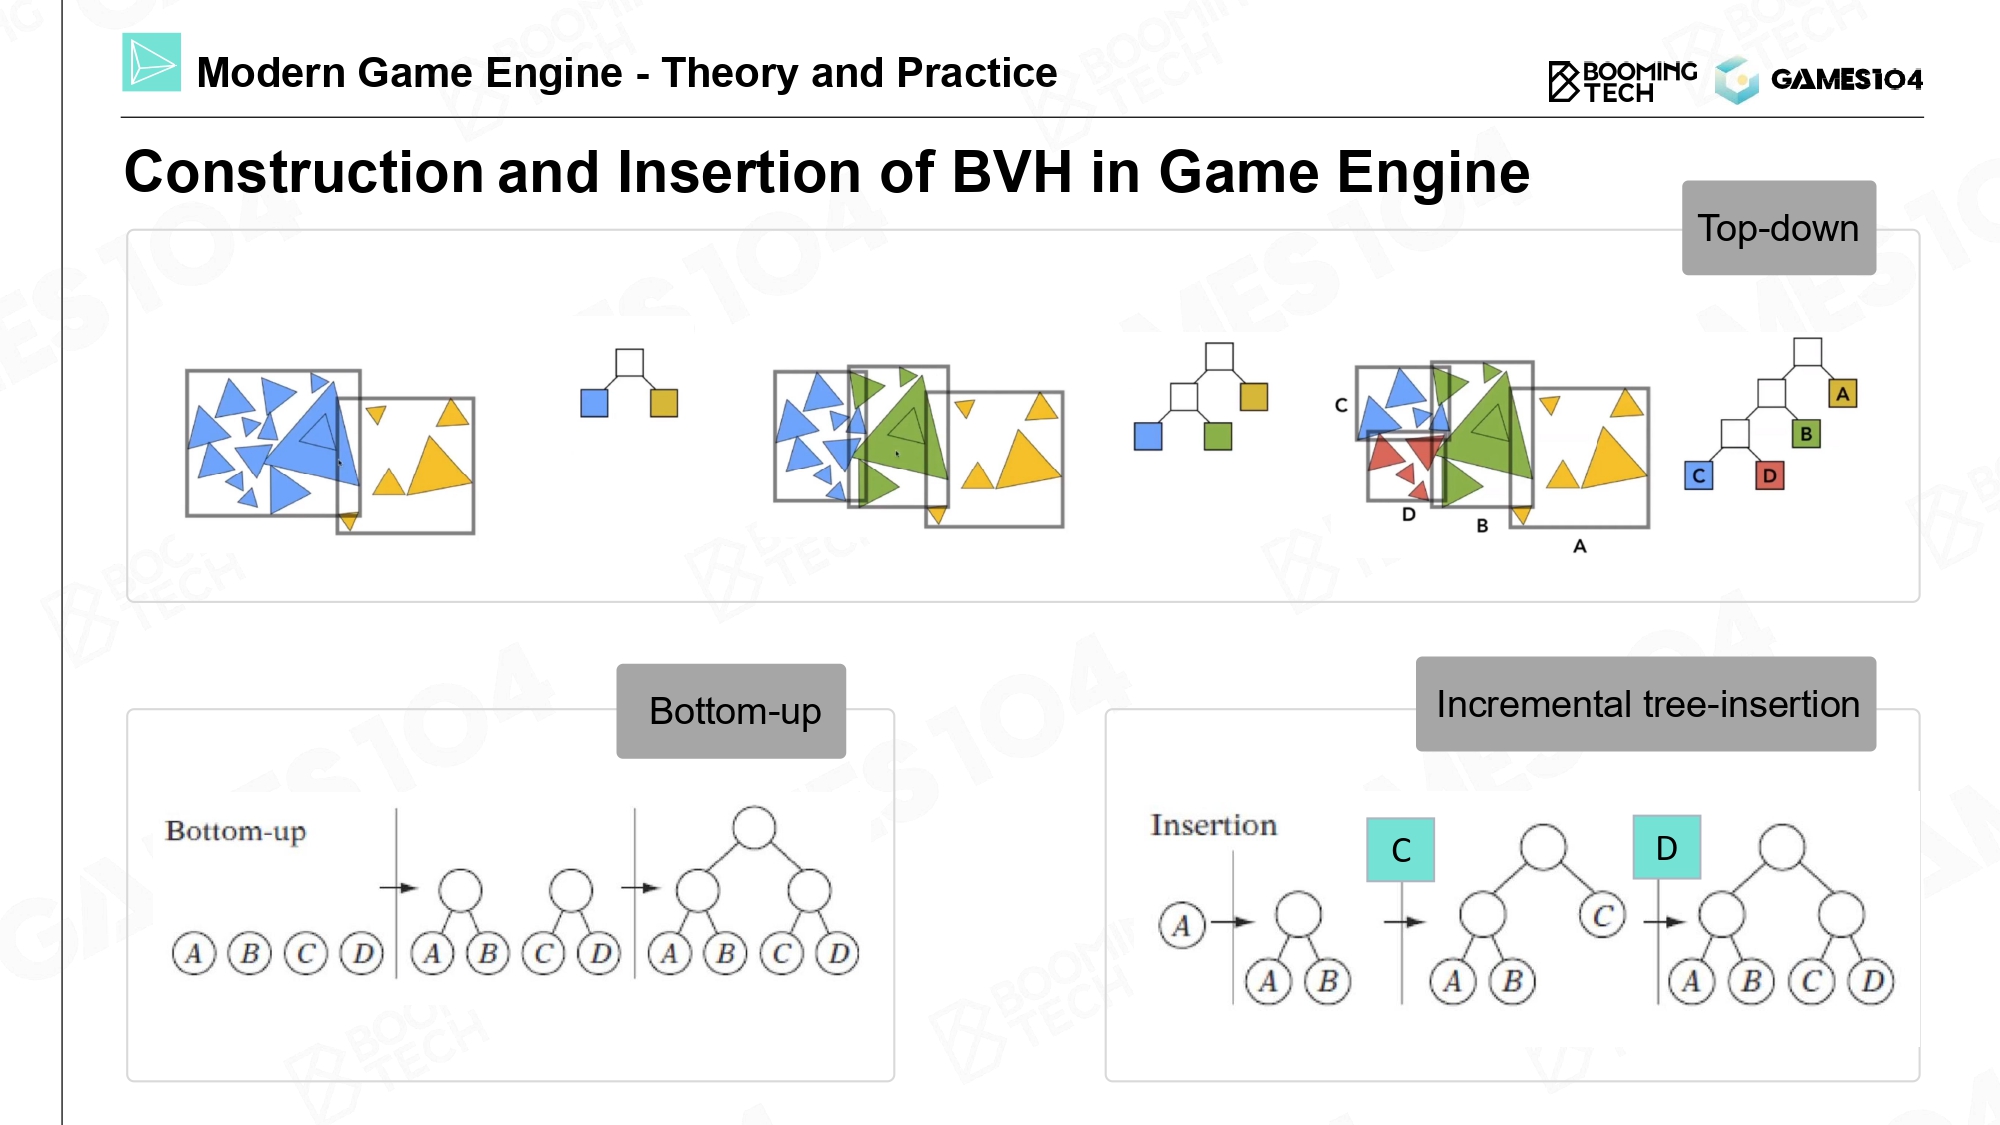 Modern Game Engine - Theory and Practice
BOOMING
TECH
GAMES104
Construction and Insertion of BVH in Game Engine
Top-down
C
D
B
A
A
B
C
D
Bottom-up
Bottom-up
A B C D
A B C D
A B C D
Incremental tree-insertion
Insertion
A
A B
C
C
A B
D
A B C D